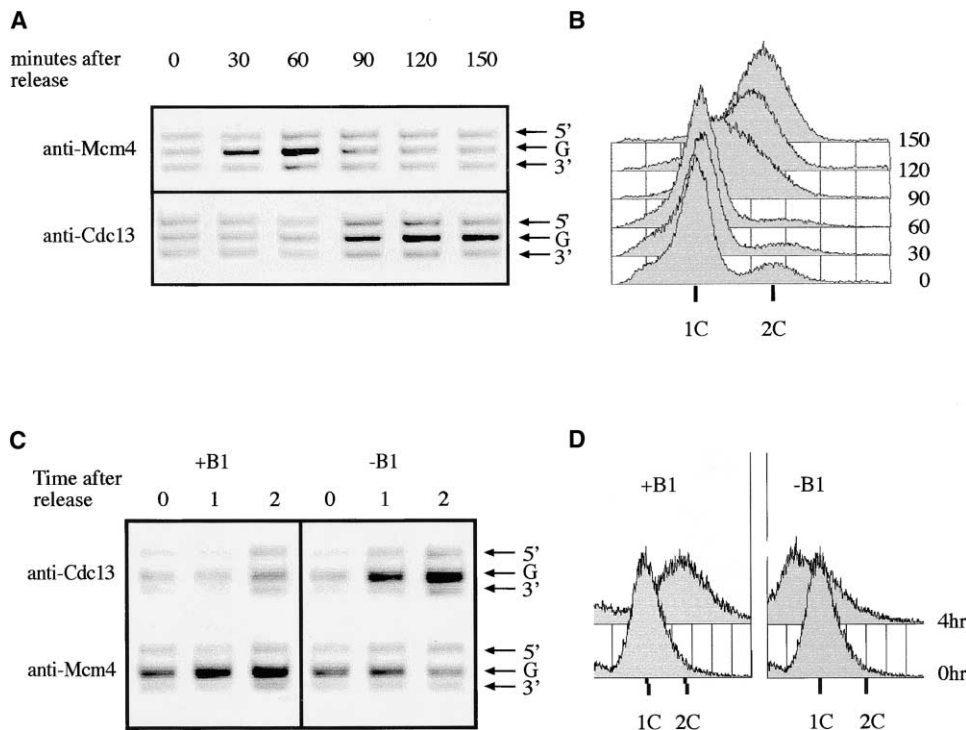 A
minutes after release
0 30 60 90 120 150
anti-Mcm4
5'
G
3'
anti-Cdc13
5'
G
3'
B
150
120
90
60
30
0
1C 2C
C
+B1 -B1
Time after release
0 1 2 0 1 2
anti-Cdc13
5'
G
3'
anti-Mcm4
5'
G
3'
D
+B1 -B1
4hr
0hr
1C 2C 1C 2C